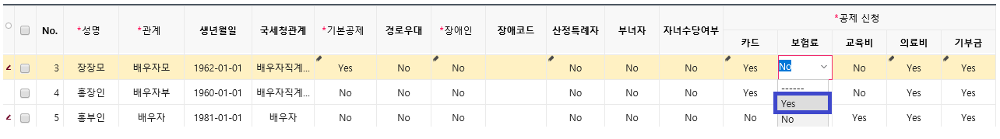 No. *성명 *관계 생년월일 국세청관계 *기본공제 경로우대 *장애인 장애코드 산정특례자 부녀자 자녀수당여부 *공제 신청
카드 보험료 교육비 의료비 기부금
3 장장모 배우자모 1962-01-01 배우자직계... Yes No No No No No Yes No No Yes Yes
4 홍장인 배우자부 1960-01-01 배우자직계... No No No No No No Yes ------ No Yes Yes
Yes
5 홍부인 배우자 1981-01-01 배우자 No No No No No No No No Yes Yes Yes